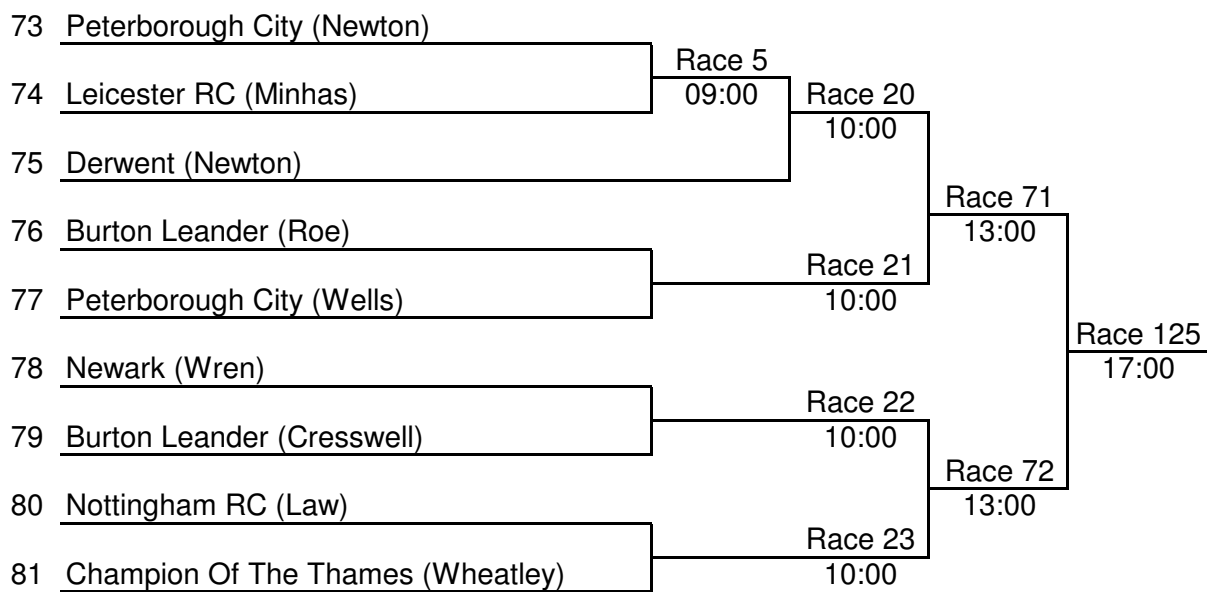 73 Peterborough City (Newton)
Race 5
74 Leicester RC (Minhas) 09:00 Race 20
10:00
75 Derwent (Newton)
Race 71
76 Burton Leander (Roe) 13:00
Race 21
77 Peterborough City (Wells) 10:00
Race 125
78 Newark (Wren) 17:00
Race 22
79 Burton Leander (Cresswell) 10:00
Race 72
80 Nottingham RC (Law) 13:00
Race 23
81 Champion Of The Thames (Wheatley) 10:00